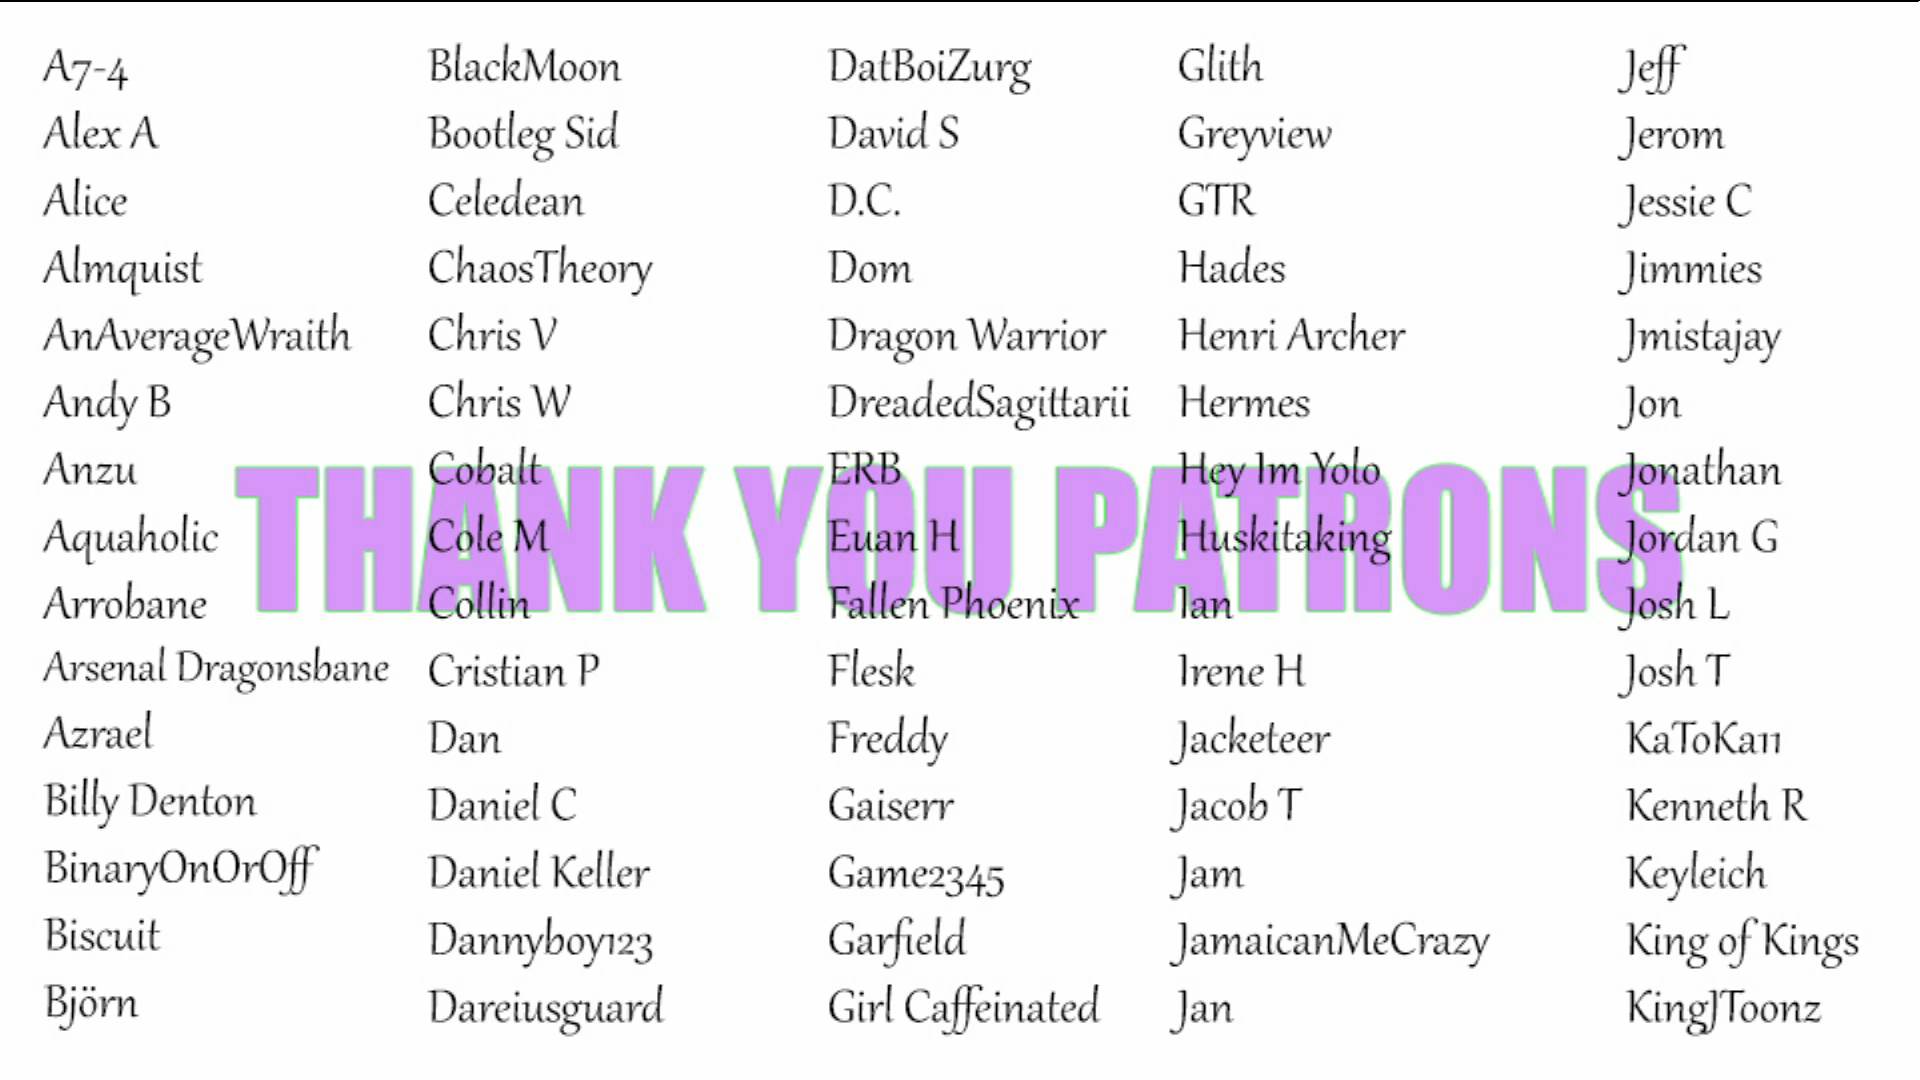 A7-4
Alex A
Alice
Almquist
AnAverageWraith
Andy B
Anzu
Aquaholic
Arrobane
Arsenal Dragonsbane
Azrael
Billy Denton
BinaryOnOrOff
Biscuit
Björn
BlackMoon
Bootleg Sid
Celedean
ChaosTheory
Chris V
Chris W
Cobalt
Cole M
Collin
Cristian P
Dan
Daniel C
Daniel Keller
Dannyboy123
Dareiusguard
DatBoiZurg
David S
D.C.
Dom
Dragon Warrior
DreadedSagittarii
ERB
Euan H
Fallen Phoenix
Flesk
Freddy
Gaiserr
Game2345
Garfield
Girl Caffeinated
Glith
Greyview
GTR
Hades
Henri Archer
Hermes
Hey Im Yolo
Huskitaking
Ian
Irene H
Jacketeer
Jacob T
Jam
JamaicanMeCrazy
Jan
Jeff
Jerom
Jessie C
Jimmies
Jmistajay
Jon
Jonathan
Jordan G
Josh L
Josh T
KaToKa11
Kenneth R
Keyleich
King of Kings
KingJToonz
THANK YOU PATRONS